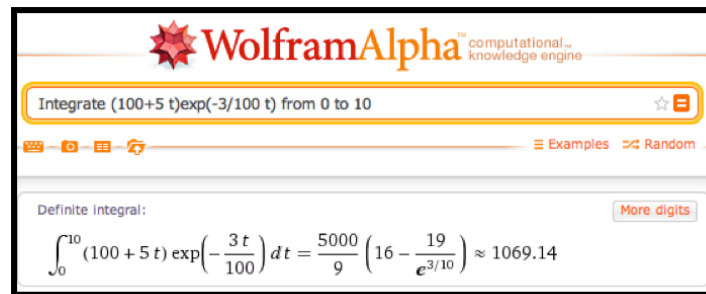 WolframAlpha™ computational... knowledge engine
Integrate (100+5 t)exp(-3/100 t) from 0 to 10
Examples Random
Definite integral: More digits
∫₀¹⁰ (100 + 5 t) exp(−3 t/100) dt = 5000/9 (16 − 19/e^{3/10}) ≈ 1069.14